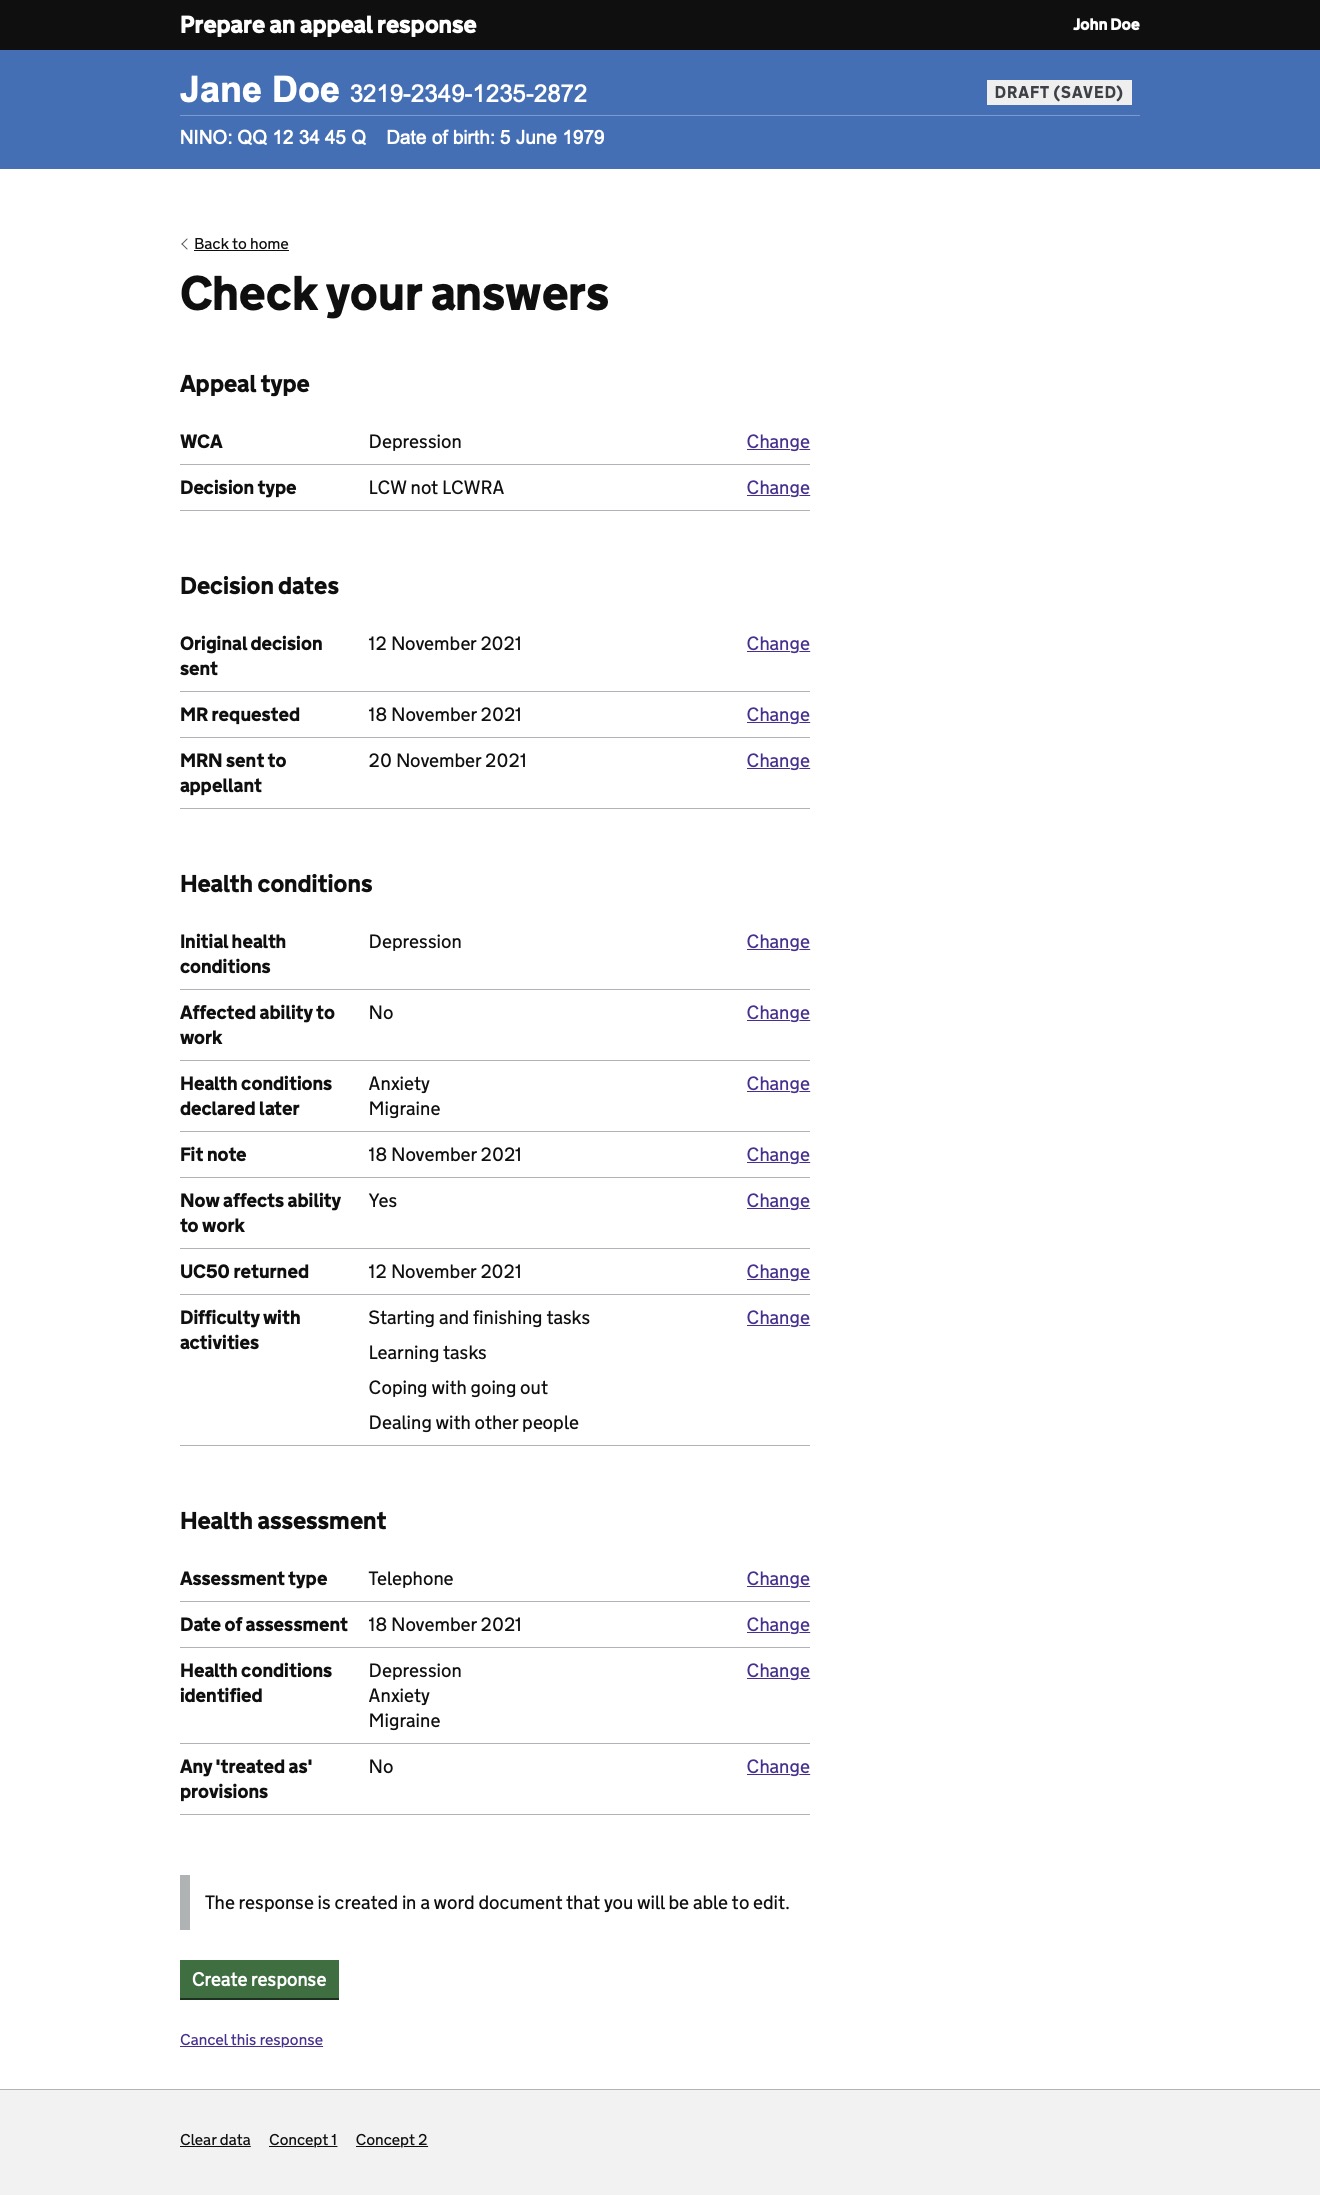 Prepare an appeal response
John Doe
Jane Doe 3219-2349-1235-2872
DRAFT (SAVED)
NINO: QQ 12 34 45 Q Date of birth: 5 June 1979
Back to home
Check your answers
Appeal type
WCA Depression Change
Decision type LCW not LCWRA Change
Decision dates
Original decision 12 November 2021 Change
sent
MR requested 18 November 2021 Change
MRN sent to 20 November 2021 Change
appellant
Health conditions
Initial health Depression Change
conditions
Affected ability to No Change
work
Health conditions Anxiety Change
declared later Migraine
Fit note 18 November 2021 Change
Now affects ability Yes Change
to work
UC50 returned 12 November 2021 Change
Difficulty with Starting and finishing tasks Change
activities
Learning tasks
Coping with going out
Dealing with other people
Health assessment
Assessment type Telephone Change
Date of assessment 18 November 2021 Change
Health conditions Depression Change
identified Anxiety
Migraine
Any 'treated as' No Change
provisions
The response is created in a word document that you will be able to edit.
Create response
Cancel this response
Clear data Concept 1 Concept 2